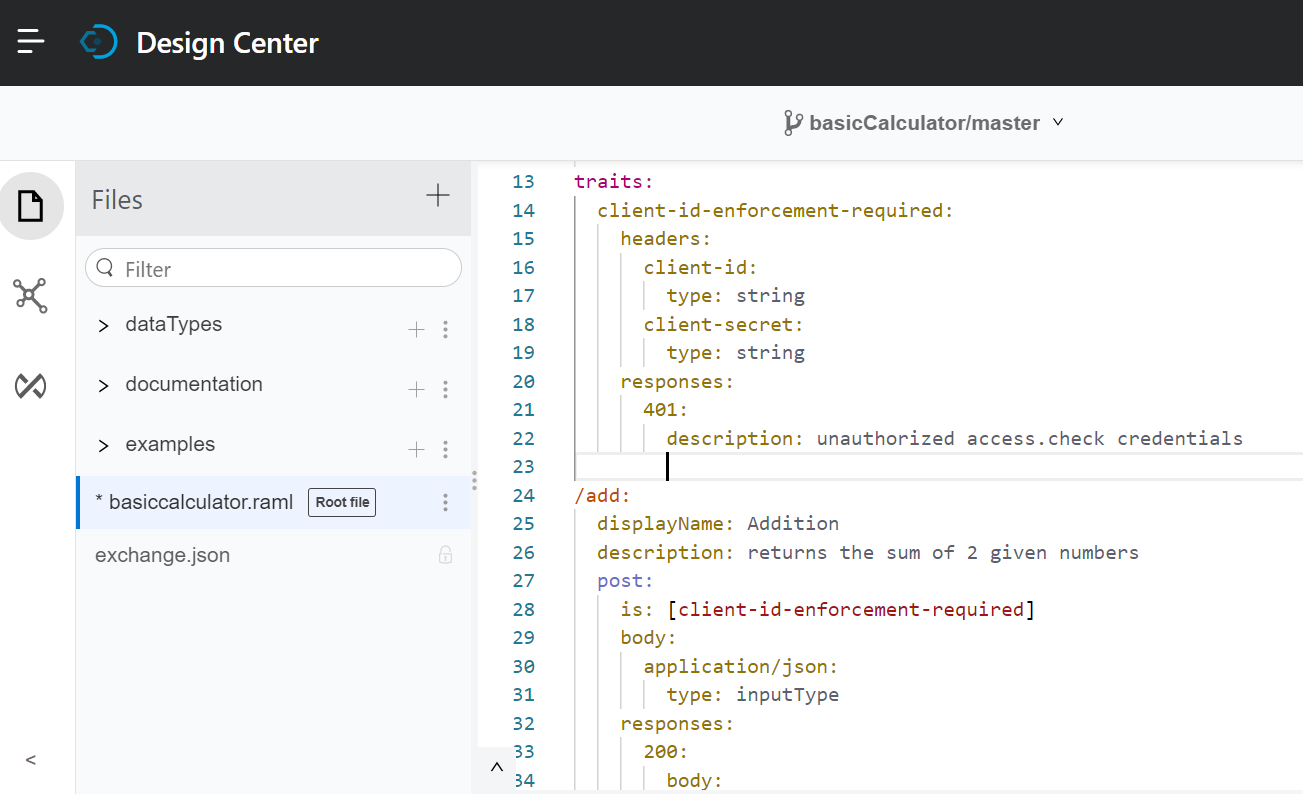 Design Center
basicCalculator/master
Files
Filter
dataTypes
documentation
examples
* basiccalculator.raml Root file
exchange.json
<
13 traits:
14 client-id-enforcement-required:
15 headers:
16 client-id:
17 type: string
18 client-secret:
19 type: string
20 responses:
21 401:
22 description: unauthorized access.check credentials
23
24 /add:
25 displayName: Addition
26 description: returns the sum of 2 given numbers
27 post:
28 is: [client-id-enforcement-required]
29 body:
30 application/json:
31 type: inputType
32 responses:
33 200:
34 body: